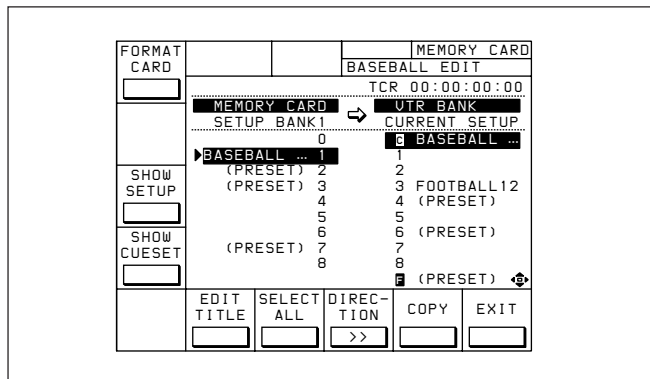 FORMAT CARD
MEMORY CARD
BASEBALL EDIT
TCR 00:00:00:00
MEMORY CARD ⇨ VTR BANK
SETUP BANK1 CURRENT SETUP
0 C BASEBALL …
▶BASEBALL … 1 1
(PRESET) 2 2
(PRESET) 3 3 FOOTBALL12
4 4 (PRESET)
5 5
6 6 (PRESET)
(PRESET) 7 7
8 8
F (PRESET)
SHOW SETUP
SHOW CUESET
EDIT TITLE
SELECT ALL
DIREC-TION
>>
COPY
EXIT